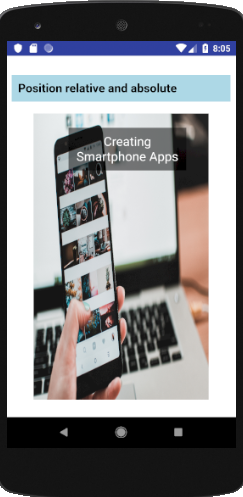 8:05
Position relative and absolute
Creating
Smartphone Apps